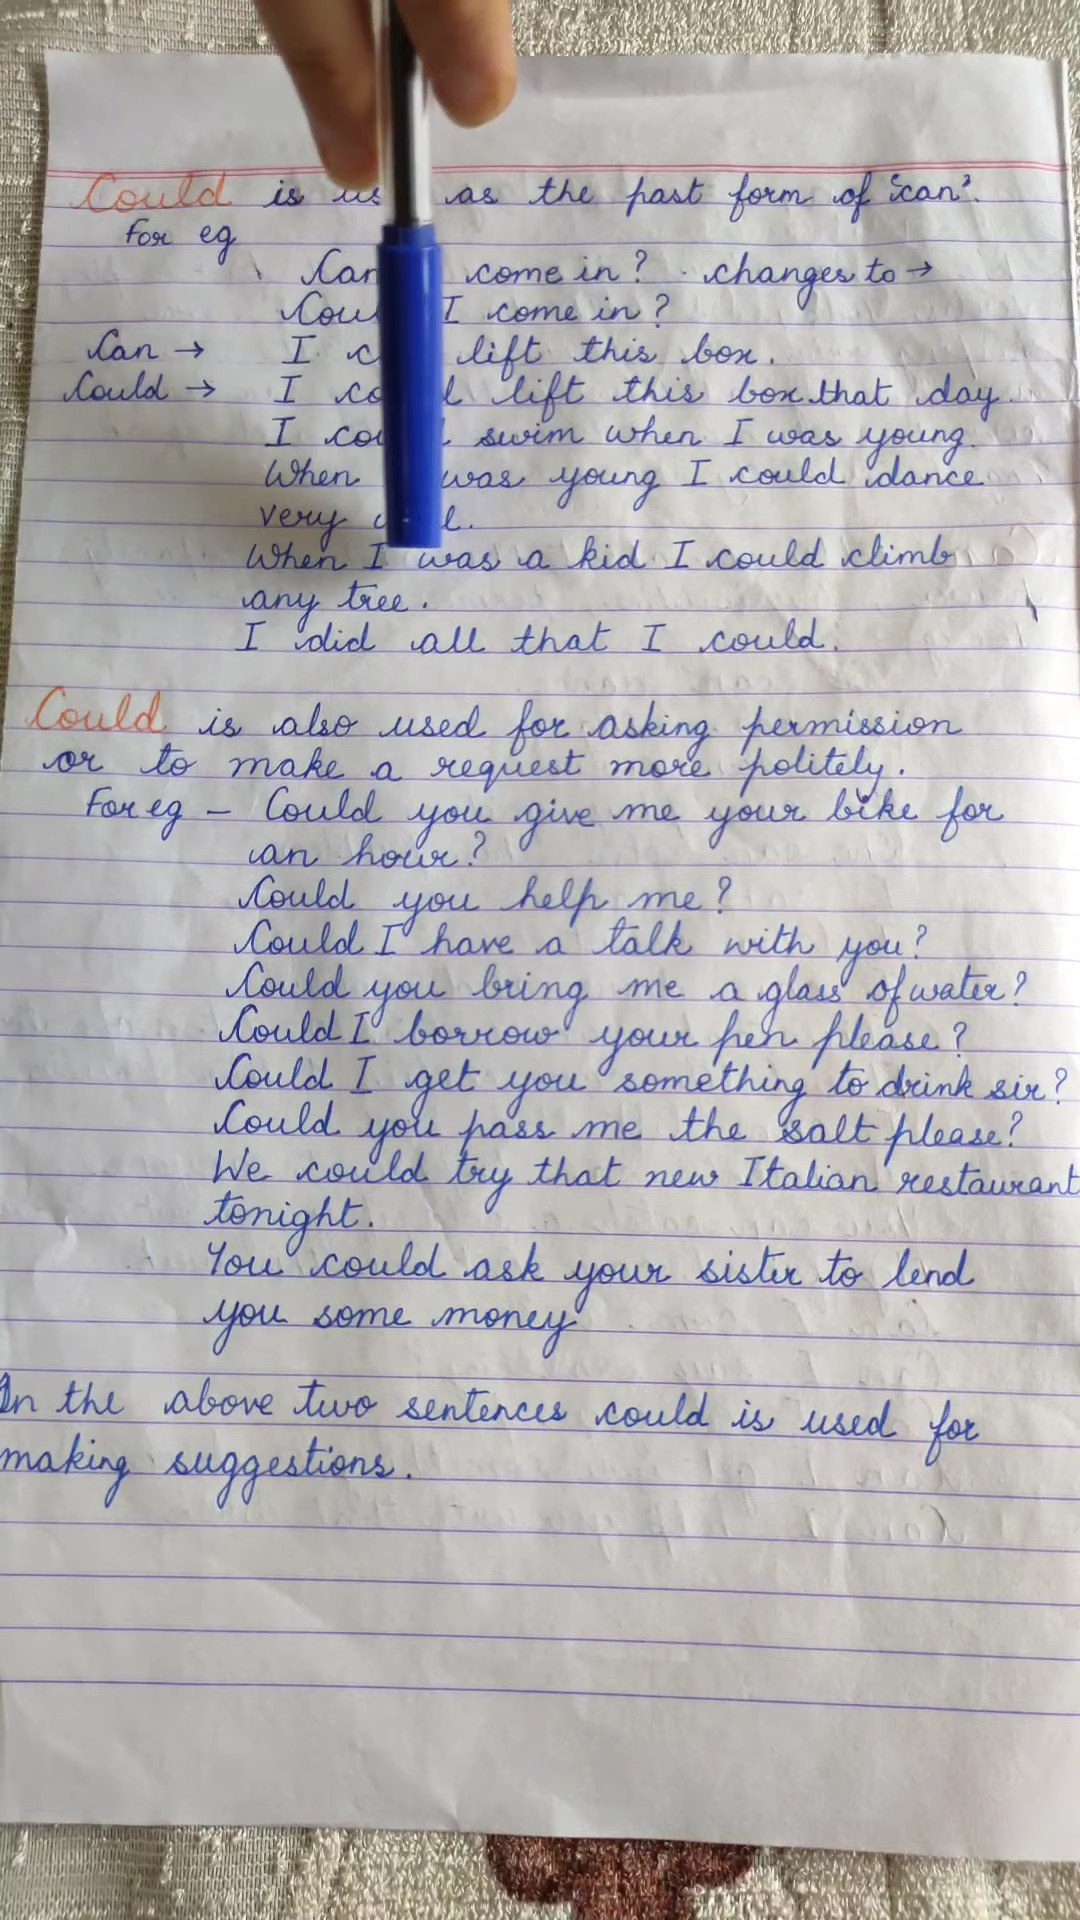 Could is us as the past form of 'can'.
For eg
Can come in? changes to →
Coul I come in?
Can → I c lift this box.
Could → I co l lift this box that day.
I cou l swim when I was young.
When was young I could dance
very l.
When I was a kid I could climb
any tree.
I did all that I could.
Could is also used for asking permission
or to make a request more politely.
For eg – Could you give me your bike for
an hour?
Could you help me?
Could I have a talk with you?
Could you bring me a glass of water?
Could I borrow your pen please?
Could I get you something to drink sir?
Could you pass me the salt please?
We could try that new Italian restaurant
tonight.
You could ask your sister to lend
you some money
In the above two sentences could is used for
making suggestions.